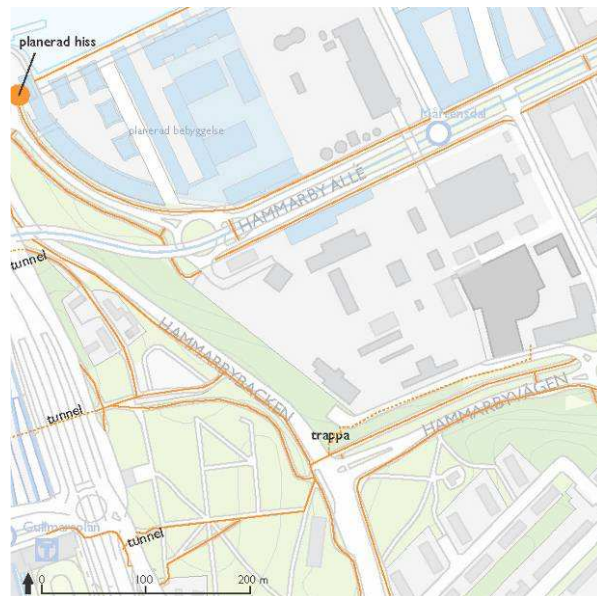 planerad hiss
Mårtensdal
planerad bebyggelse
HAMMARBY ALLÉ
tunnel
HAMMARBYBACKEN
HAMMARBYVÄGEN
tunnel
trappa
Gullmarsplan
tunnel
T
0 100 200 m